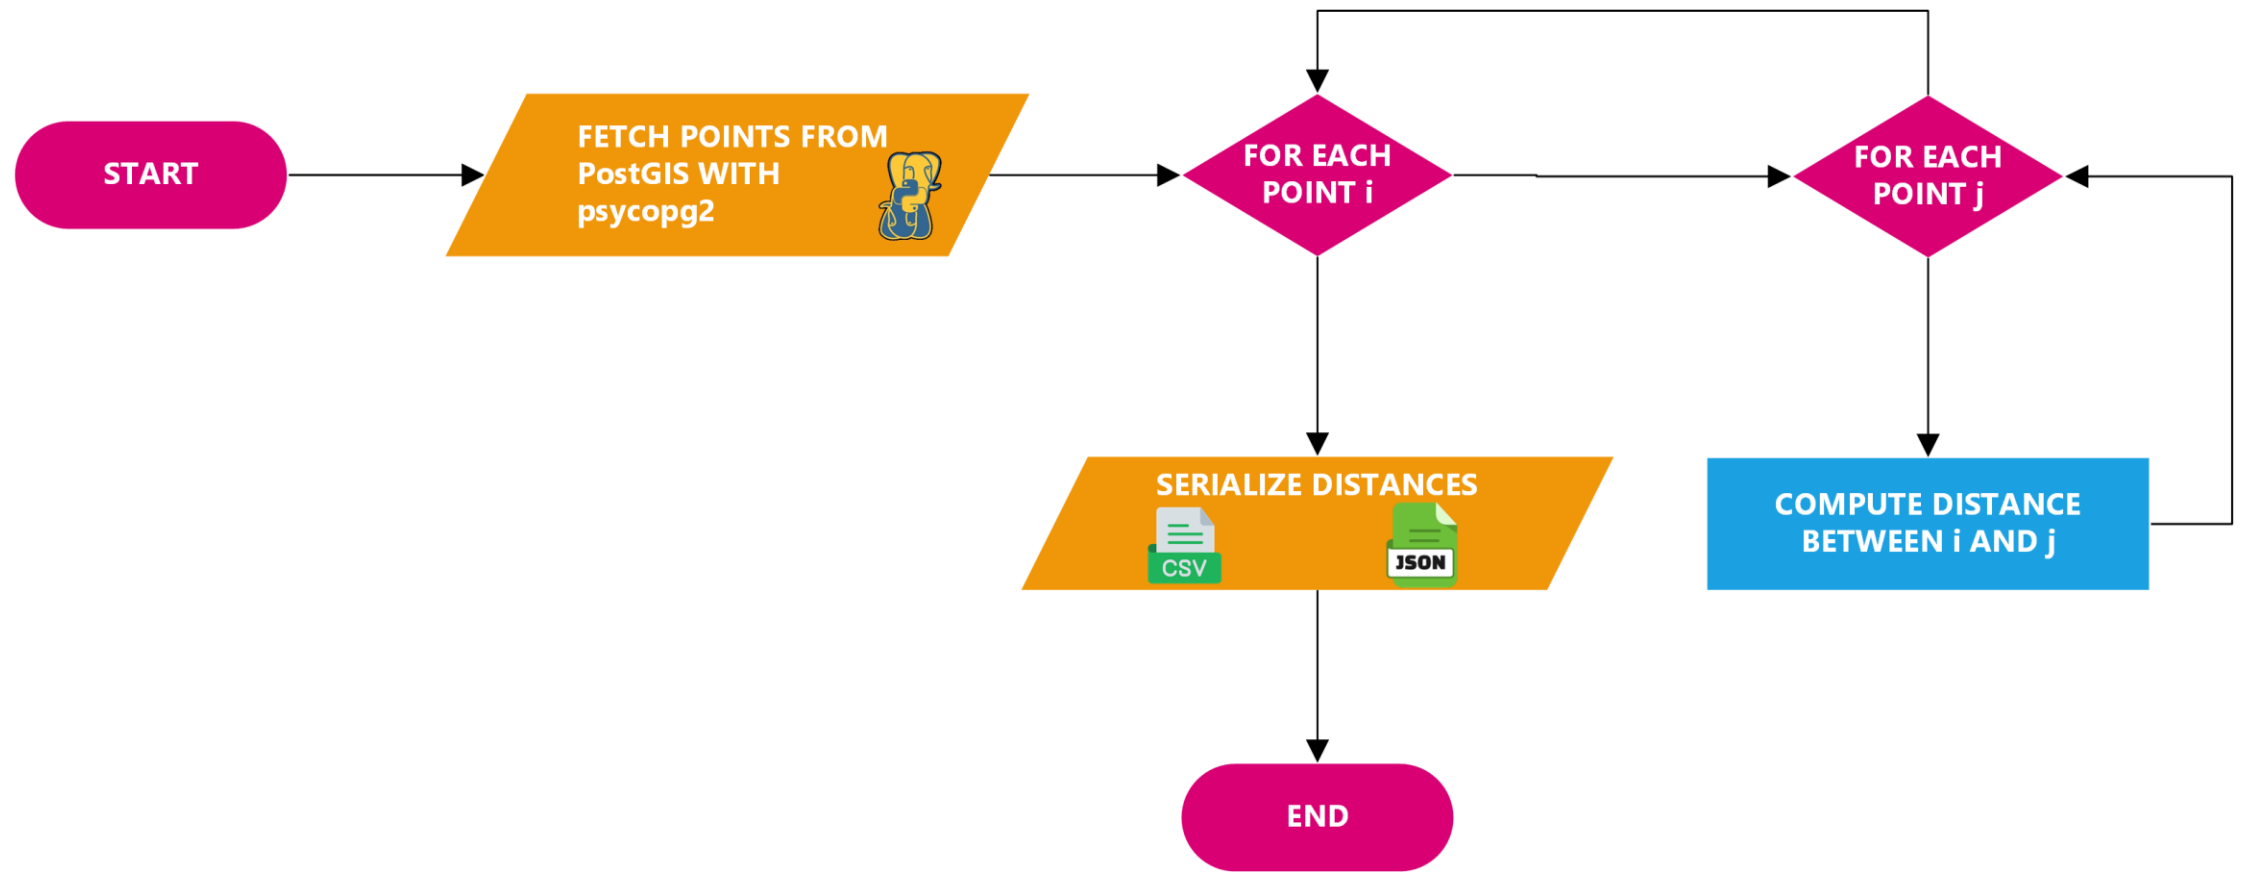 START
FETCH POINTS FROM
PostGIS WITH
psycopg2
FOR EACH
POINT i
FOR EACH
POINT j
SERIALIZE DISTANCES
CSV
JSON
COMPUTE DISTANCE
BETWEEN i AND j
END